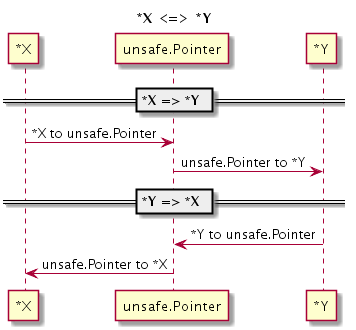 *X <=> *Y
*X
unsafe.Pointer
*Y
*X => *Y
*X to unsafe.Pointer
unsafe.Pointer to *Y
*Y => *X
*Y to unsafe.Pointer
unsafe.Pointer to *X
*X
unsafe.Pointer
*Y